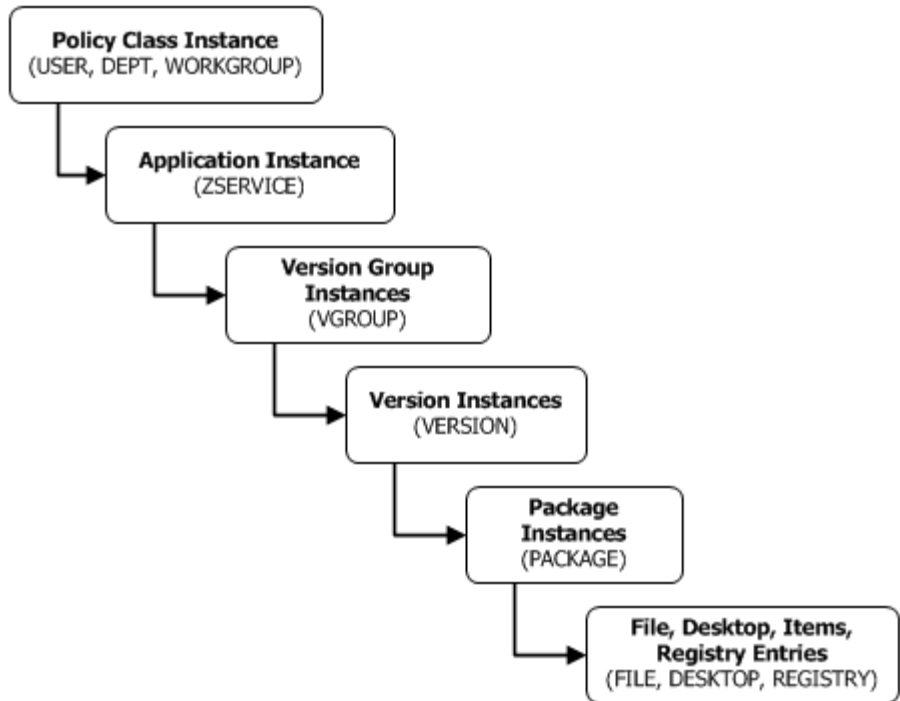 Policy Class Instance
(USER, DEPT, WORKGROUP)
Application Instance
(ZSERVICE)
Version Group
Instances
(VGROUP)
Version Instances
(VERSION)
Package
Instances
(PACKAGE)
File, Desktop, Items,
Registry Entries
(FILE, DESKTOP, REGISTRY)